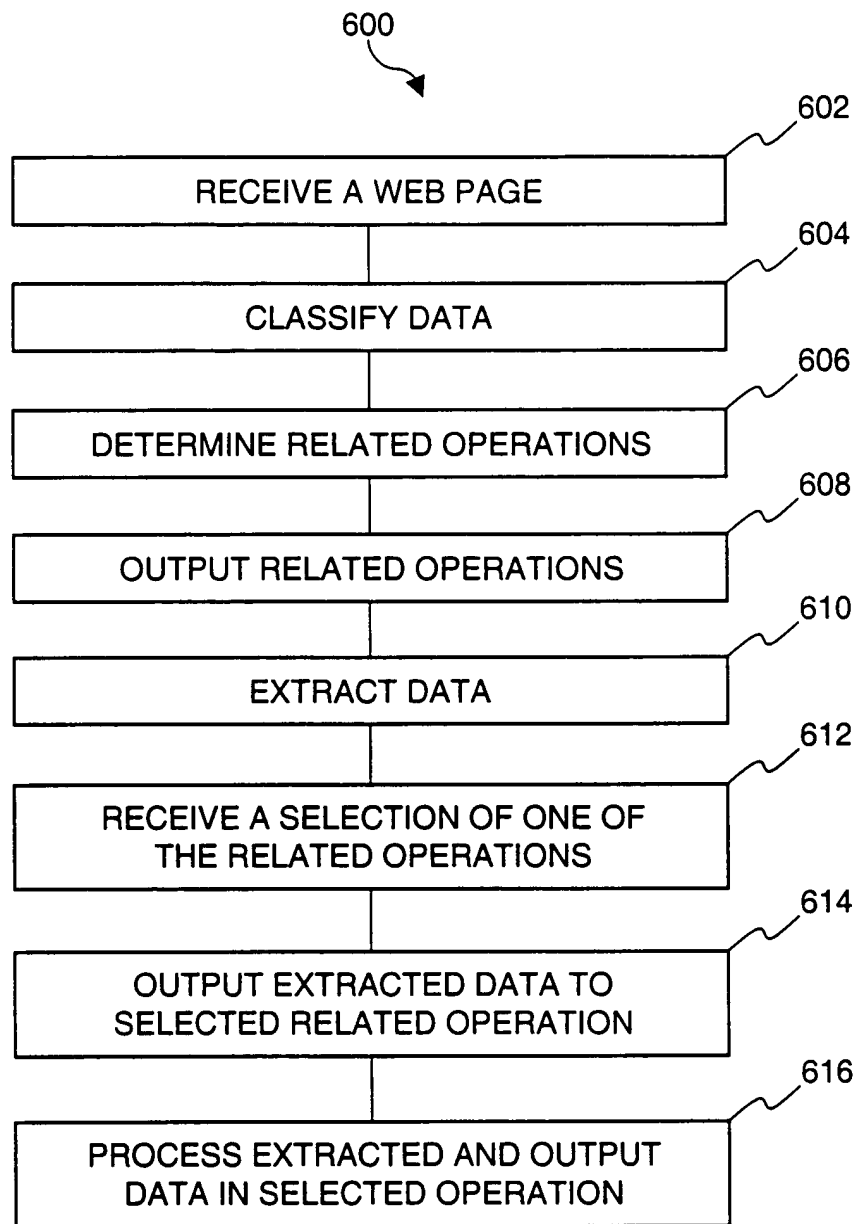 600
602
RECEIVE A WEB PAGE
604
CLASSIFY DATA
606
DETERMINE RELATED OPERATIONS
608
OUTPUT RELATED OPERATIONS
610
EXTRACT DATA
612
RECEIVE A SELECTION OF ONE OF
THE RELATED OPERATIONS
614
OUTPUT EXTRACTED DATA TO
SELECTED RELATED OPERATION
616
PROCESS EXTRACTED AND OUTPUT
DATA IN SELECTED OPERATION